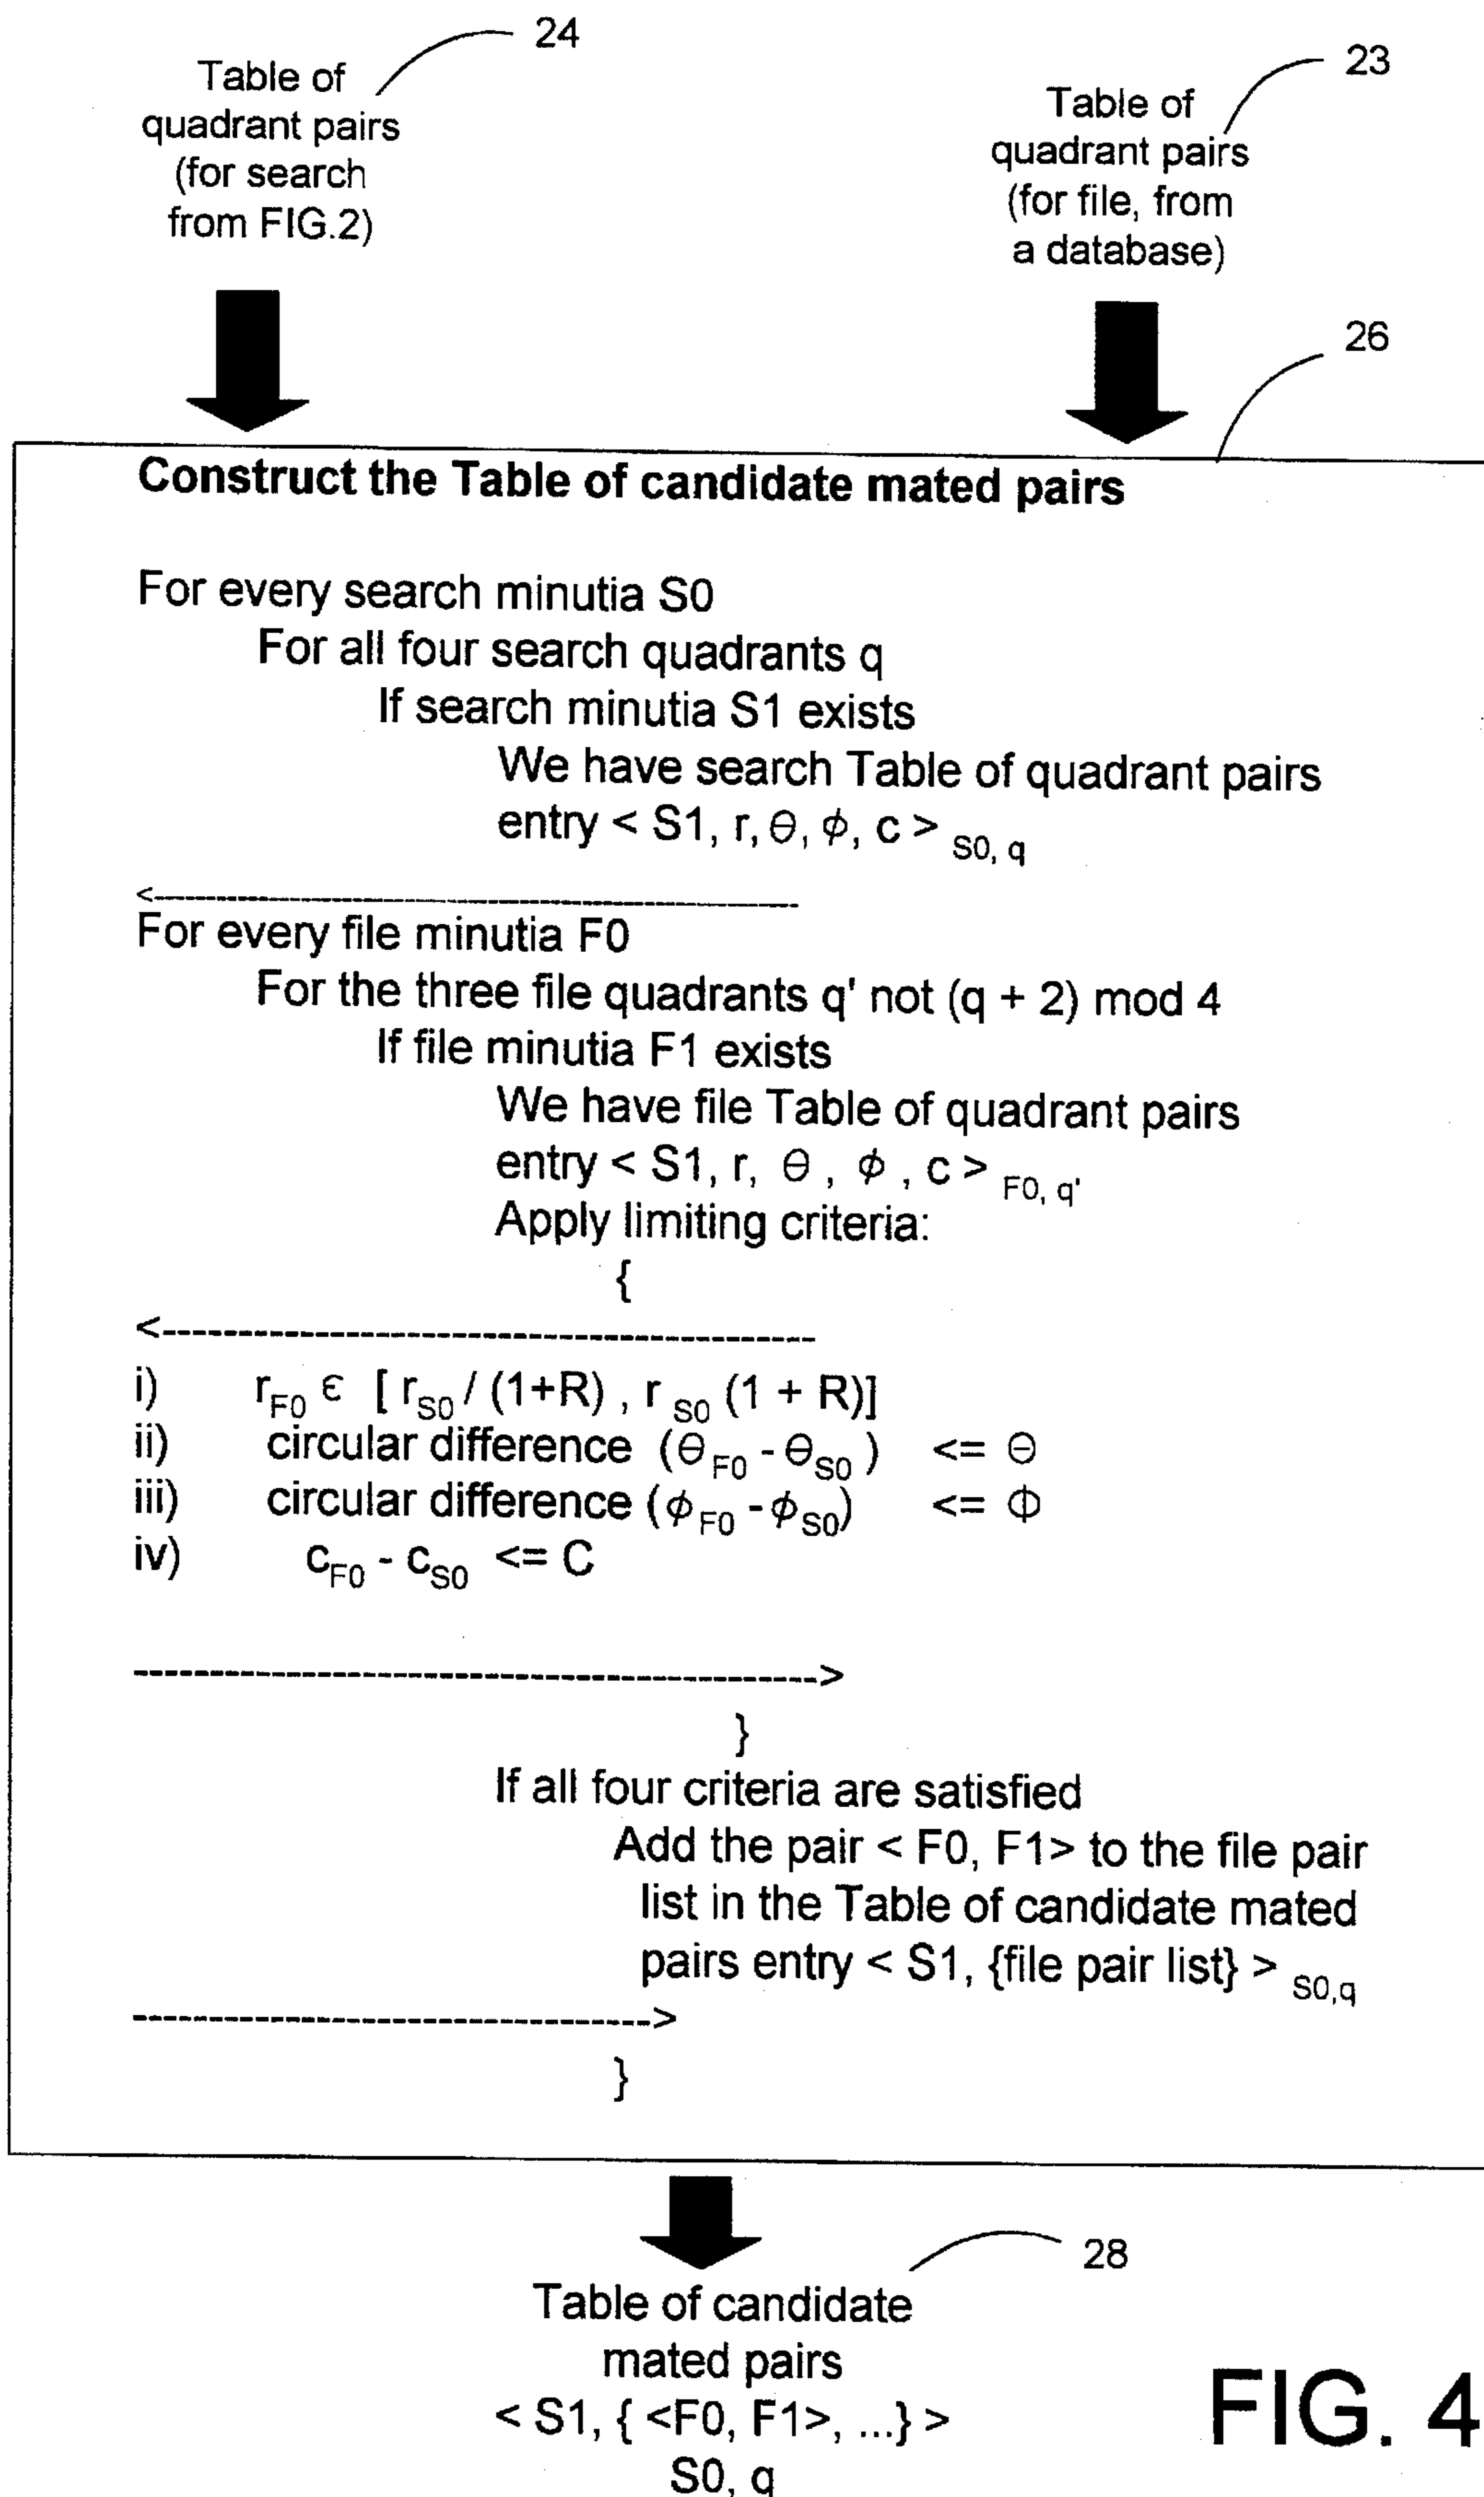 24
Table of
quadrant pairs
(for search
from FIG.2)
23
Table of
quadrant pairs
(for file, from
a database)
26
Construct the Table of candidate mated pairs
For every search minutia S0
For all four search quadrants q
If search minutia S1 exists
We have search Table of quadrant pairs
entry < S1, r, θ, ϕ, c > S0, q
<------------------------------------------------
For every file minutia F0
For the three file quadrants q' not (q + 2) mod 4
If file minutia F1 exists
We have file Table of quadrant pairs
entry < S1, r, θ , ϕ , c > F0, q'
Apply limiting criteria:
{
<------------------------------------------------
i) rF0 ϵ [ rS0 / (1+R) , r S0 (1 + R)]
ii) circular difference (θ F0 - θS0 ) <= Θ
iii) circular difference (ϕF0 - ϕS0) <= Φ
iv) cF0 - cS0 <= C
------------------------------------------------>
}
If all four criteria are satisfied
Add the pair < F0, F1> to the file pair
list in the Table of candidate mated
pairs entry < S1, {file pair list} > S0,q
------------------------------------->
}
28
Table of candidate
mated pairs
< S1, { <F0, F1>, ...} >
S0, q
FIG. 4